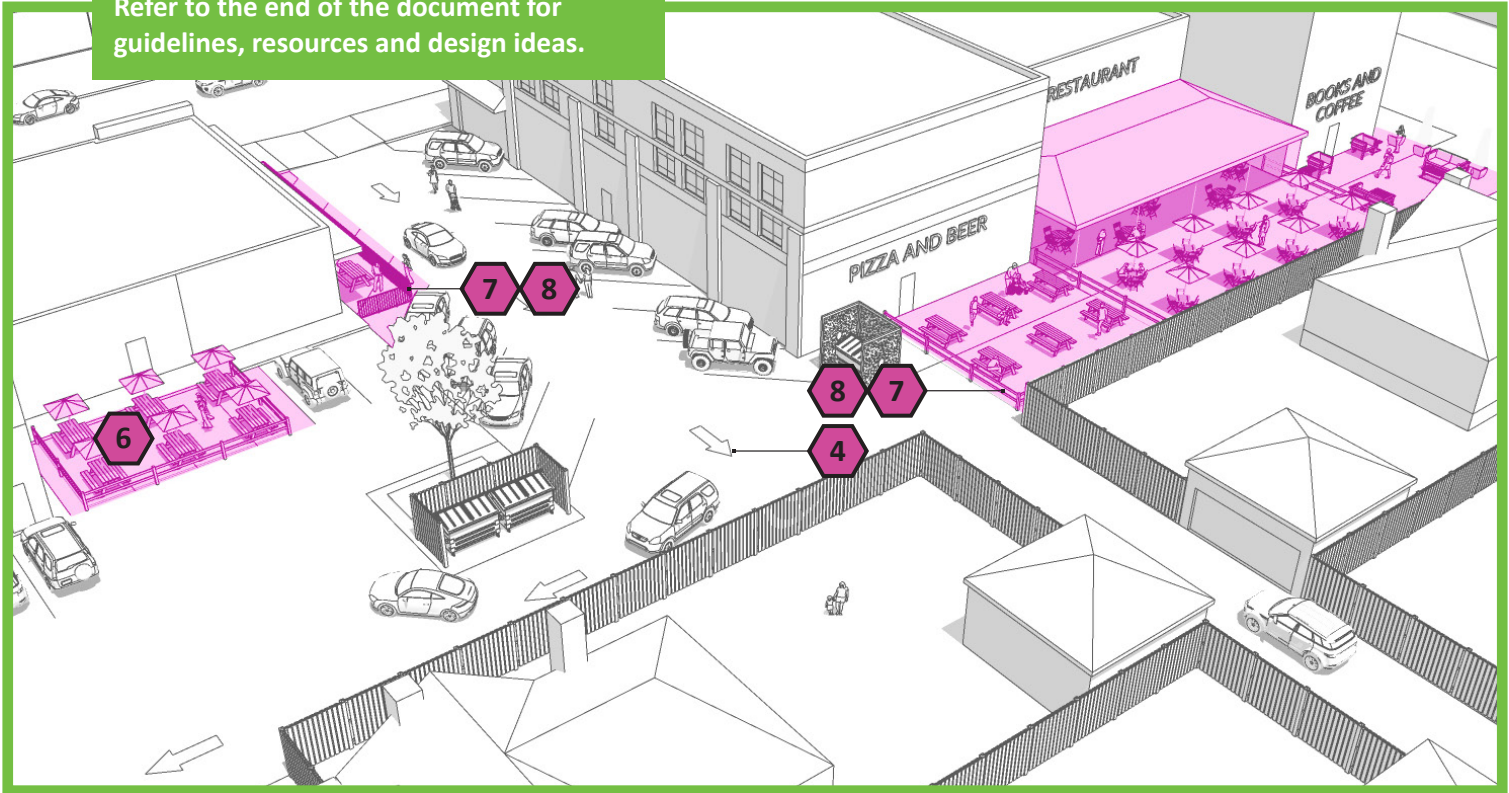 Refer to the end of the document for
guidelines, resources and design ideas.
RESTAURANT
BOOKS AND
COFFEE
PIZZA AND BEER
7
8
8
7
6
4